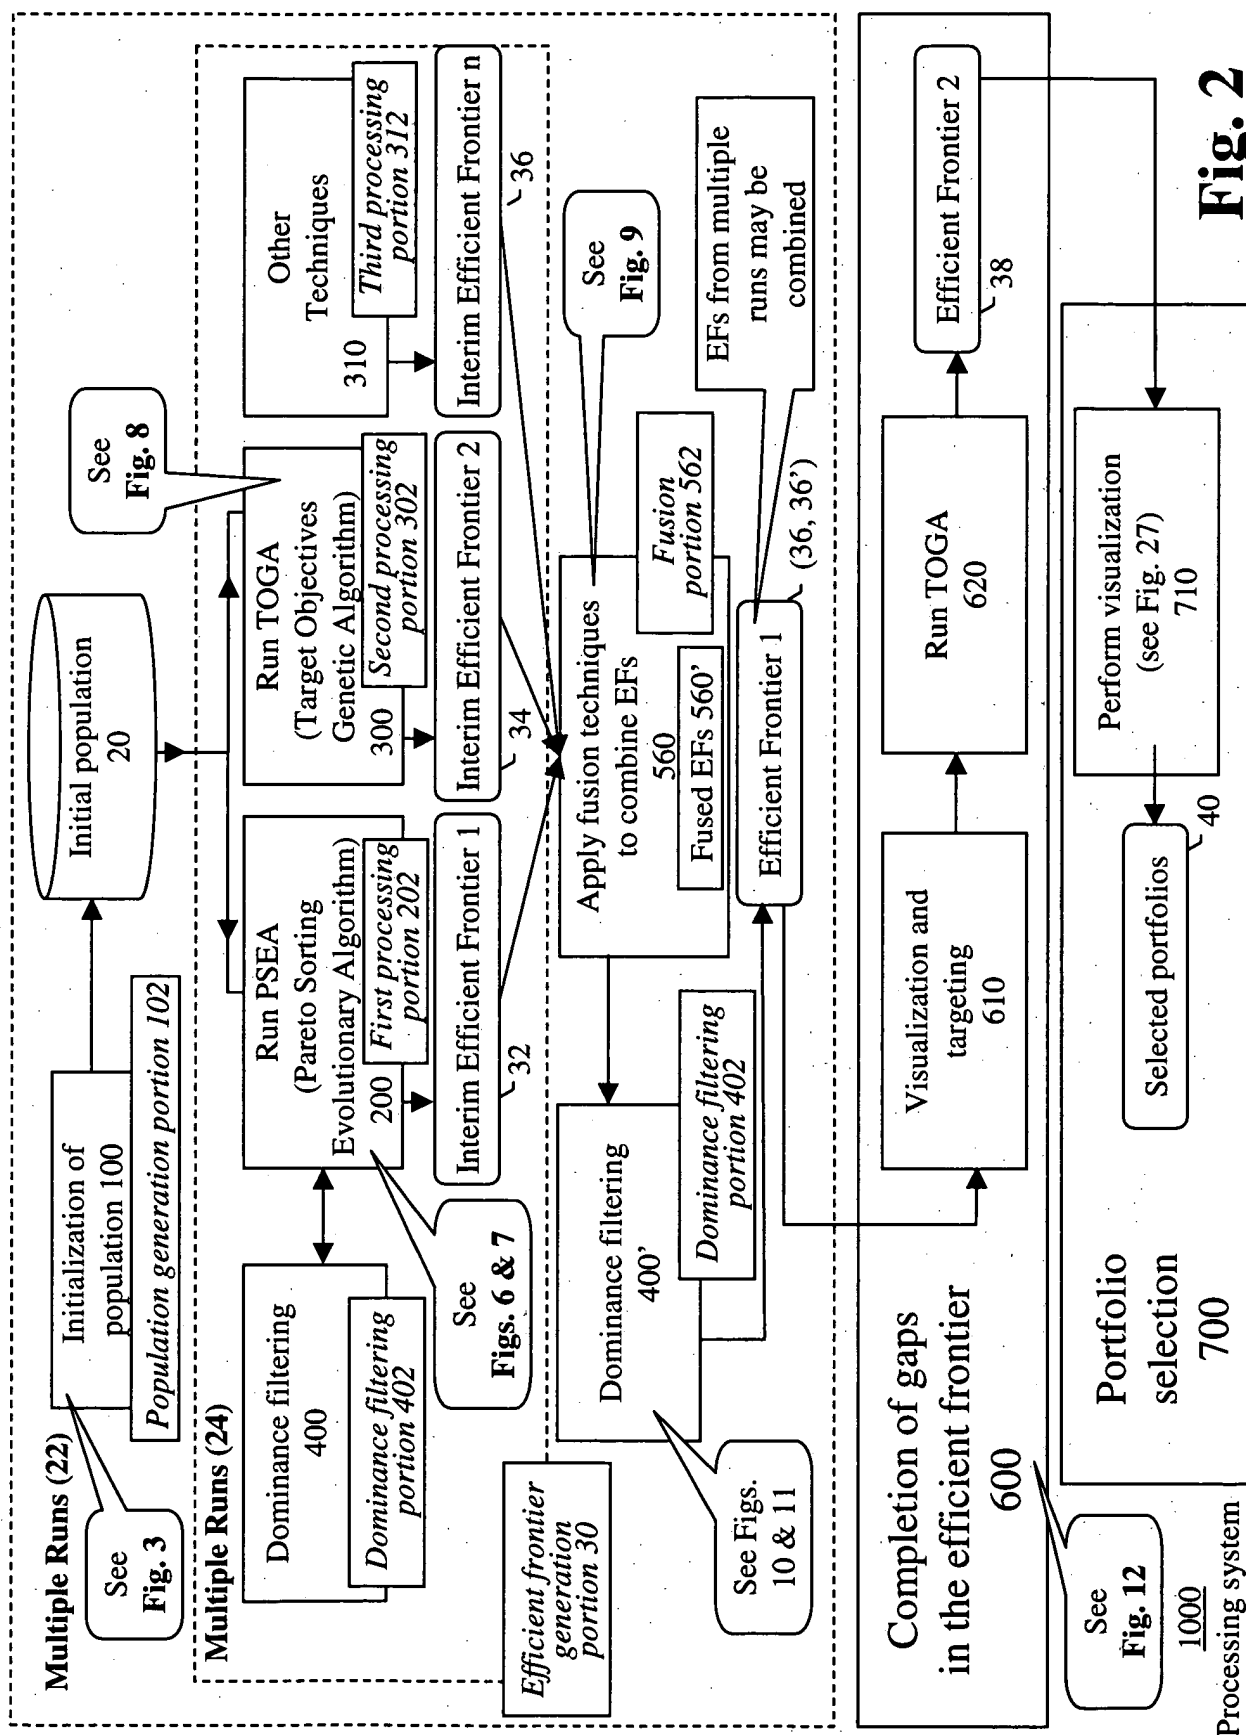 Multiple Runs (22)
See
Fig. 3
Initialization of
population 100
Population generation portion 102
Initial population
20
See
Fig. 8
Multiple Runs (24)
Dominance filtering
400
Dominance filtering
portion 402
Run PSEA
(Pareto Sorting
Evolutionary Algorithm)
200
First processing
portion 202
Run TOGA
(Target Objectives
Genetic Algorithm)
300
Second processing
portion 302
Other
Techniques
310
Third processing
portion 312
See
Figs. 6 & 7
Interim Efficient Frontier 1
32
Interim Efficient Frontier 2
34
Interim Efficient Frontier n
36
Efficient frontier
generation
portion 30
See Figs.
10 & 11
Dominance filtering
400’
Dominance filtering
portion 402
Apply fusion techniques
to combine EFs
560
Fused EFs 560’
Fusion
portion 562
See
Fig. 9
Efficient Frontier 1
(36, 36’)
EFs from multiple
runs may be
combined
Completion of gaps
in the efficient frontier
600
See
Fig. 12
Visualization and
targeting
610
Run TOGA
620
Efficient Frontier 2
38
Portfolio
selection
700
Selected portfolios
40
Perform visualization
(see Fig. 27)
710
1000
Processing system
Fig. 2